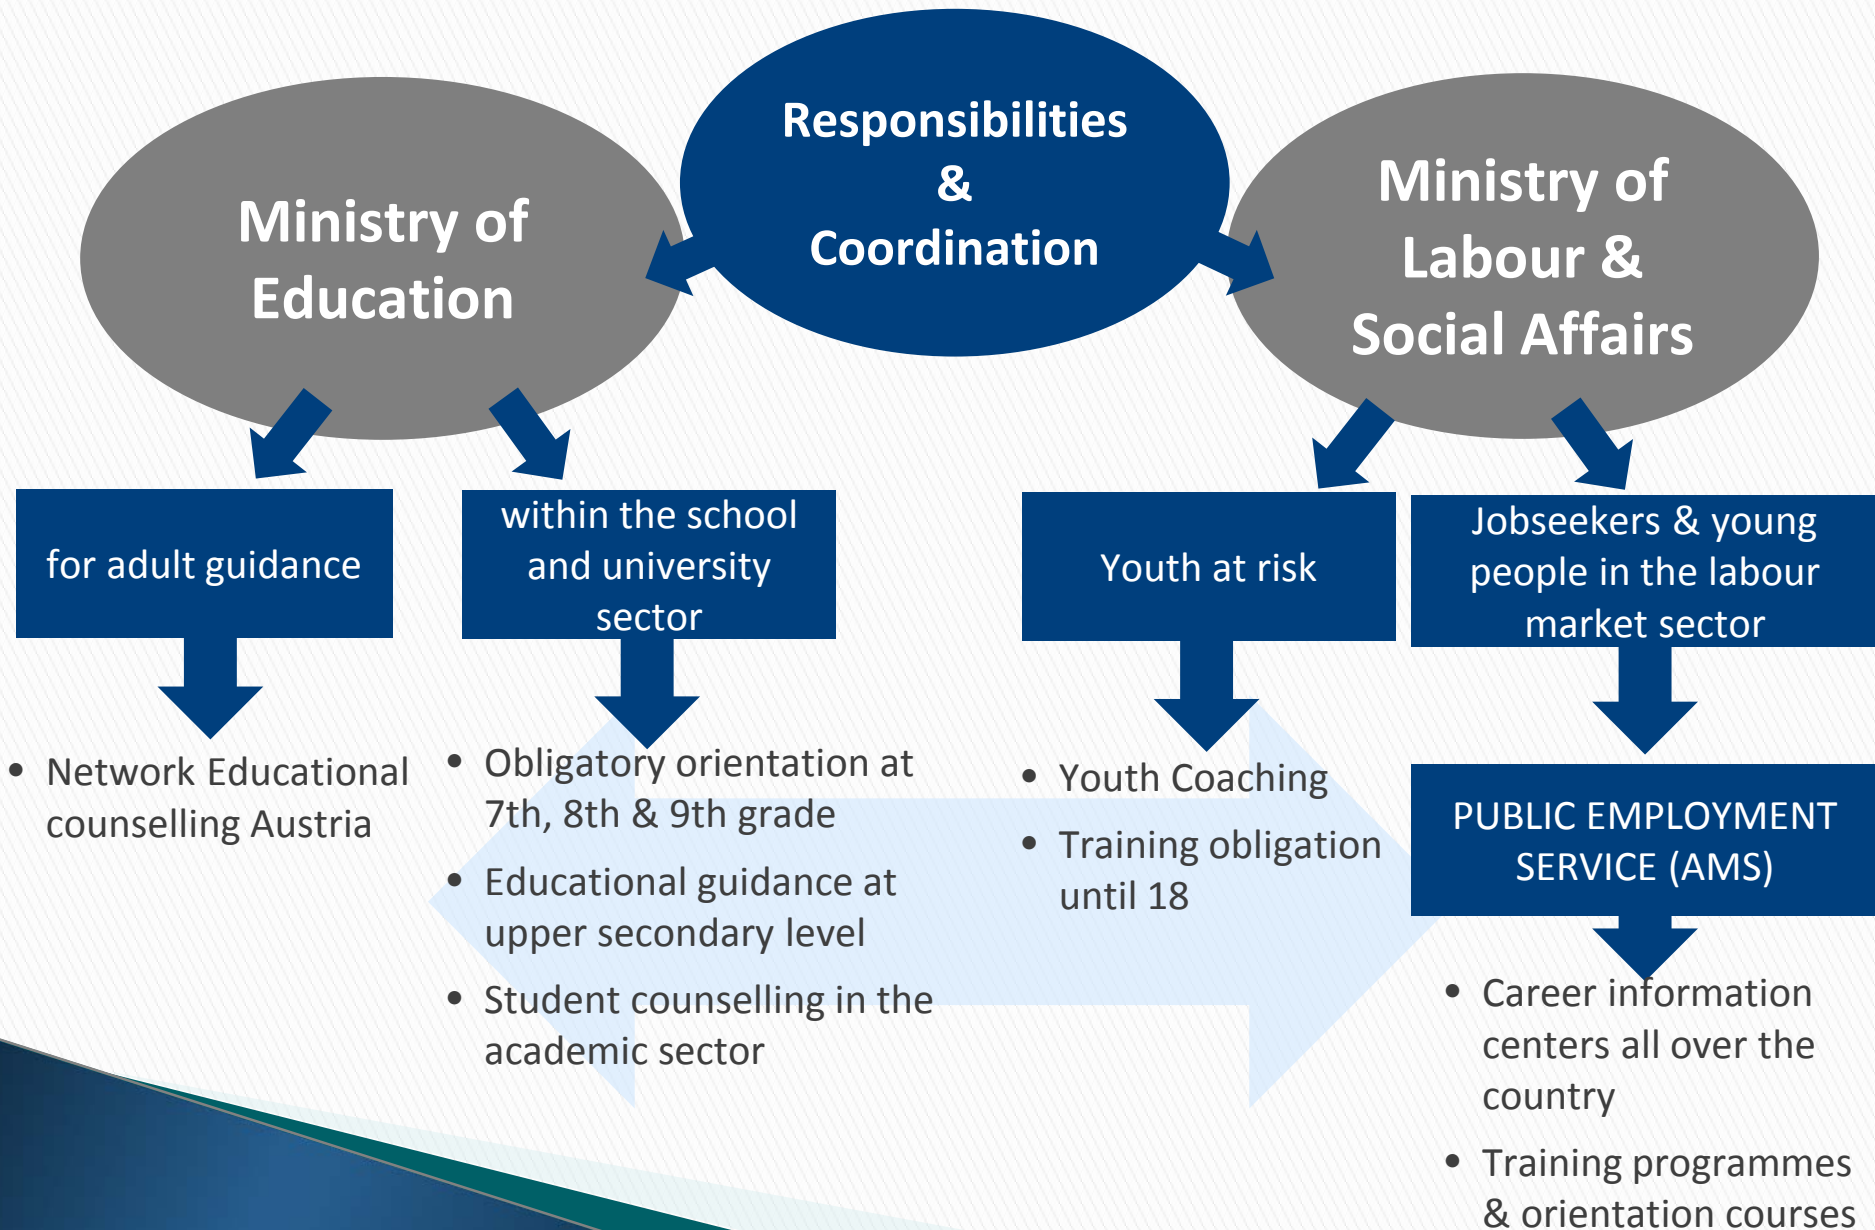 Responsibilities
&
Coordination
Ministry of
Education
Ministry of
Labour &
Social Affairs
for adult guidance
within the school
and university
sector
Youth at risk
Jobseekers & young
people in the labour
market sector
• Network Educational
counselling Austria
• Obligatory orientation at
7th, 8th & 9th grade
• Educational guidance at
upper secondary level
• Student counselling in the
academic sector
• Youth Coaching
• Training obligation
until 18
PUBLIC EMPLOYMENT
SERVICE (AMS)
• Career information
centers all over the
country
• Training programmes
& orientation courses